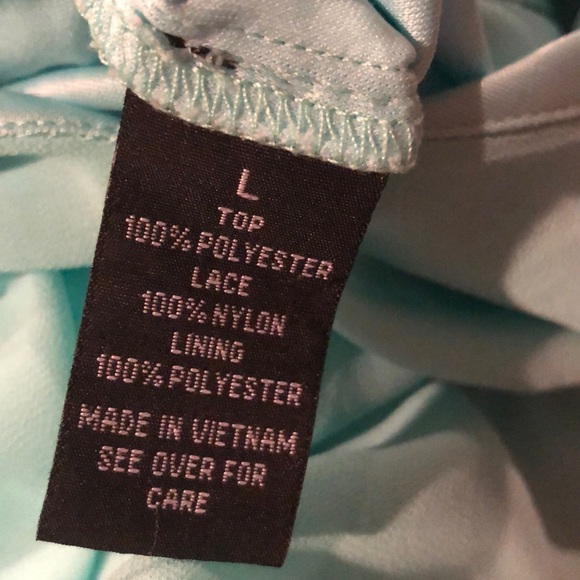 L
TOP
100% POLYESTER
LACE
100% NYLON
LINING
100% POLYESTER
MADE IN VIETNAM
SEE OVER FOR
CARE